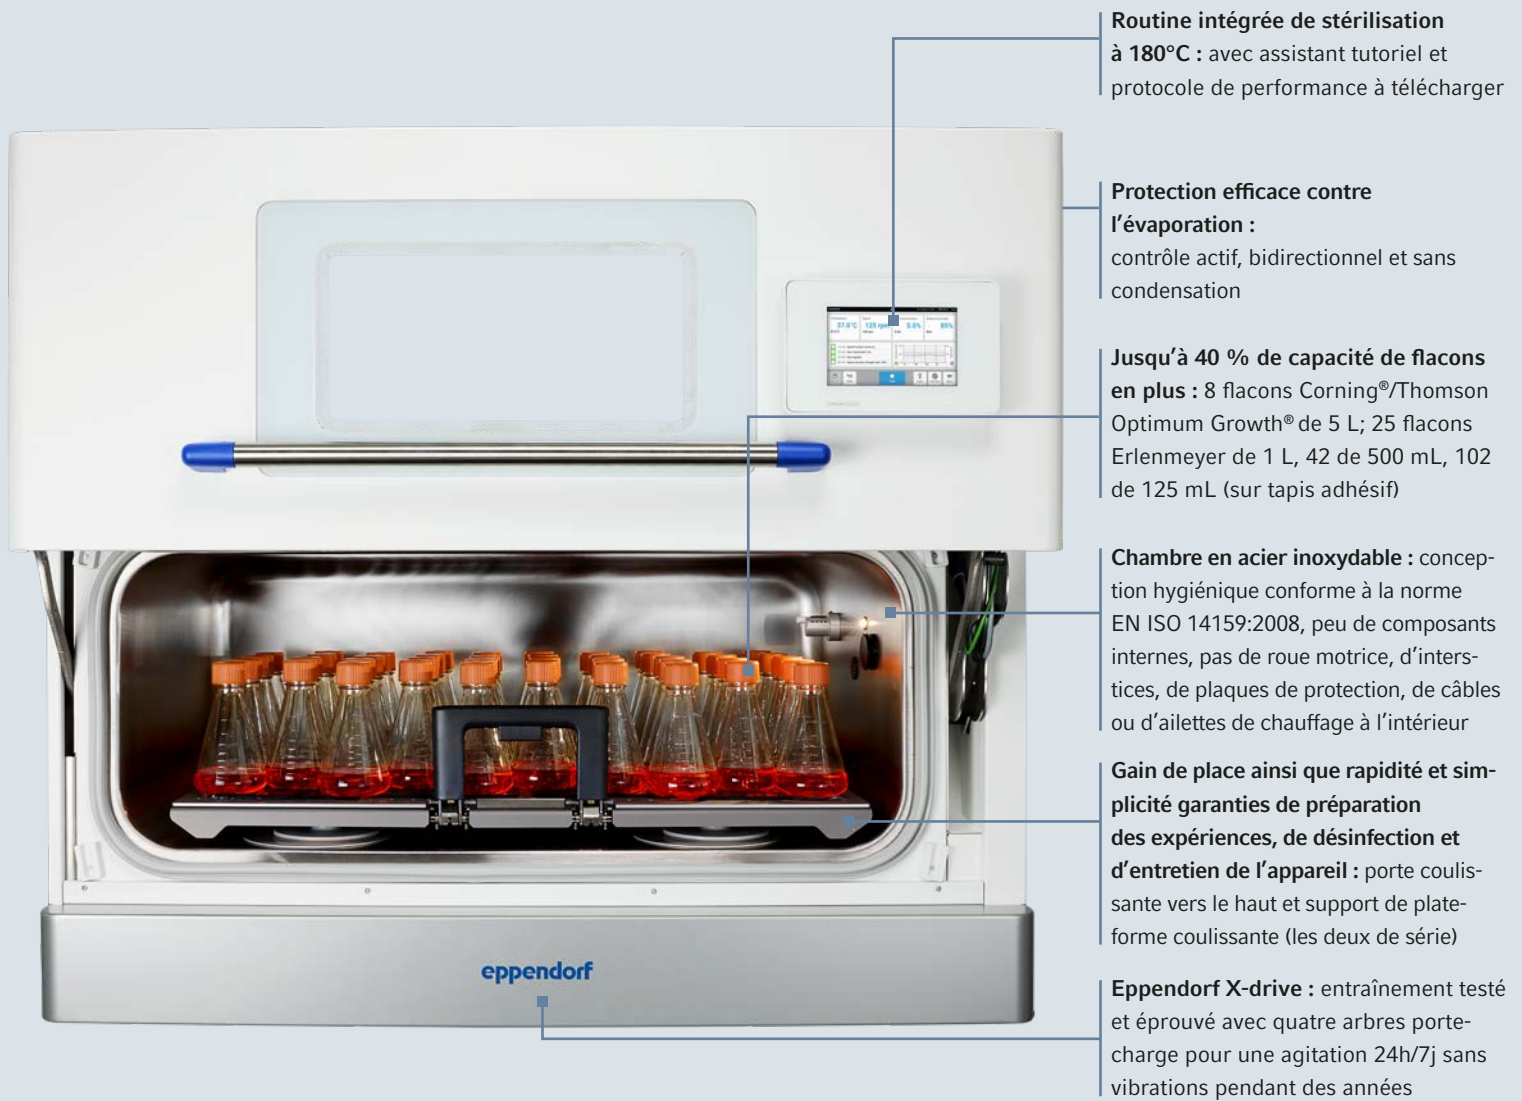 Routine intégrée de stérilisation
à 180°C : avec assistant tutoriel et
protocole de performance à télécharger
Protection efficace contre
l’évaporation :
contrôle actif, bidirectionnel et sans
condensation
37.0°C
125 rpm
5.0%
85%
Jusqu’à 40 % de capacité de flacons
en plus : 8 flacons Corning®/Thomson
Optimum Growth® de 5 L; 25 flacons
Erlenmeyer de 1 L, 42 de 500 mL, 102
de 125 mL (sur tapis adhésif)
Chambre en acier inoxydable : concep-
tion hygiénique conforme à la norme
EN ISO 14159:2008, peu de composants
internes, pas de roue motrice, d’inters-
tices, de plaques de protection, de câbles
ou d’ailettes de chauffage à l’intérieur
Gain de place ainsi que rapidité et sim-
plicité garanties de préparation
des expériences, de désinfection et
d’entretien de l’appareil : porte coulis-
sante vers le haut et support de plate-
forme coulissante (les deux de série)
eppendorf
Eppendorf X-drive : entraînement testé
et éprouvé avec quatre arbres porte-
charge pour une agitation 24h/7j sans
vibrations pendant des années